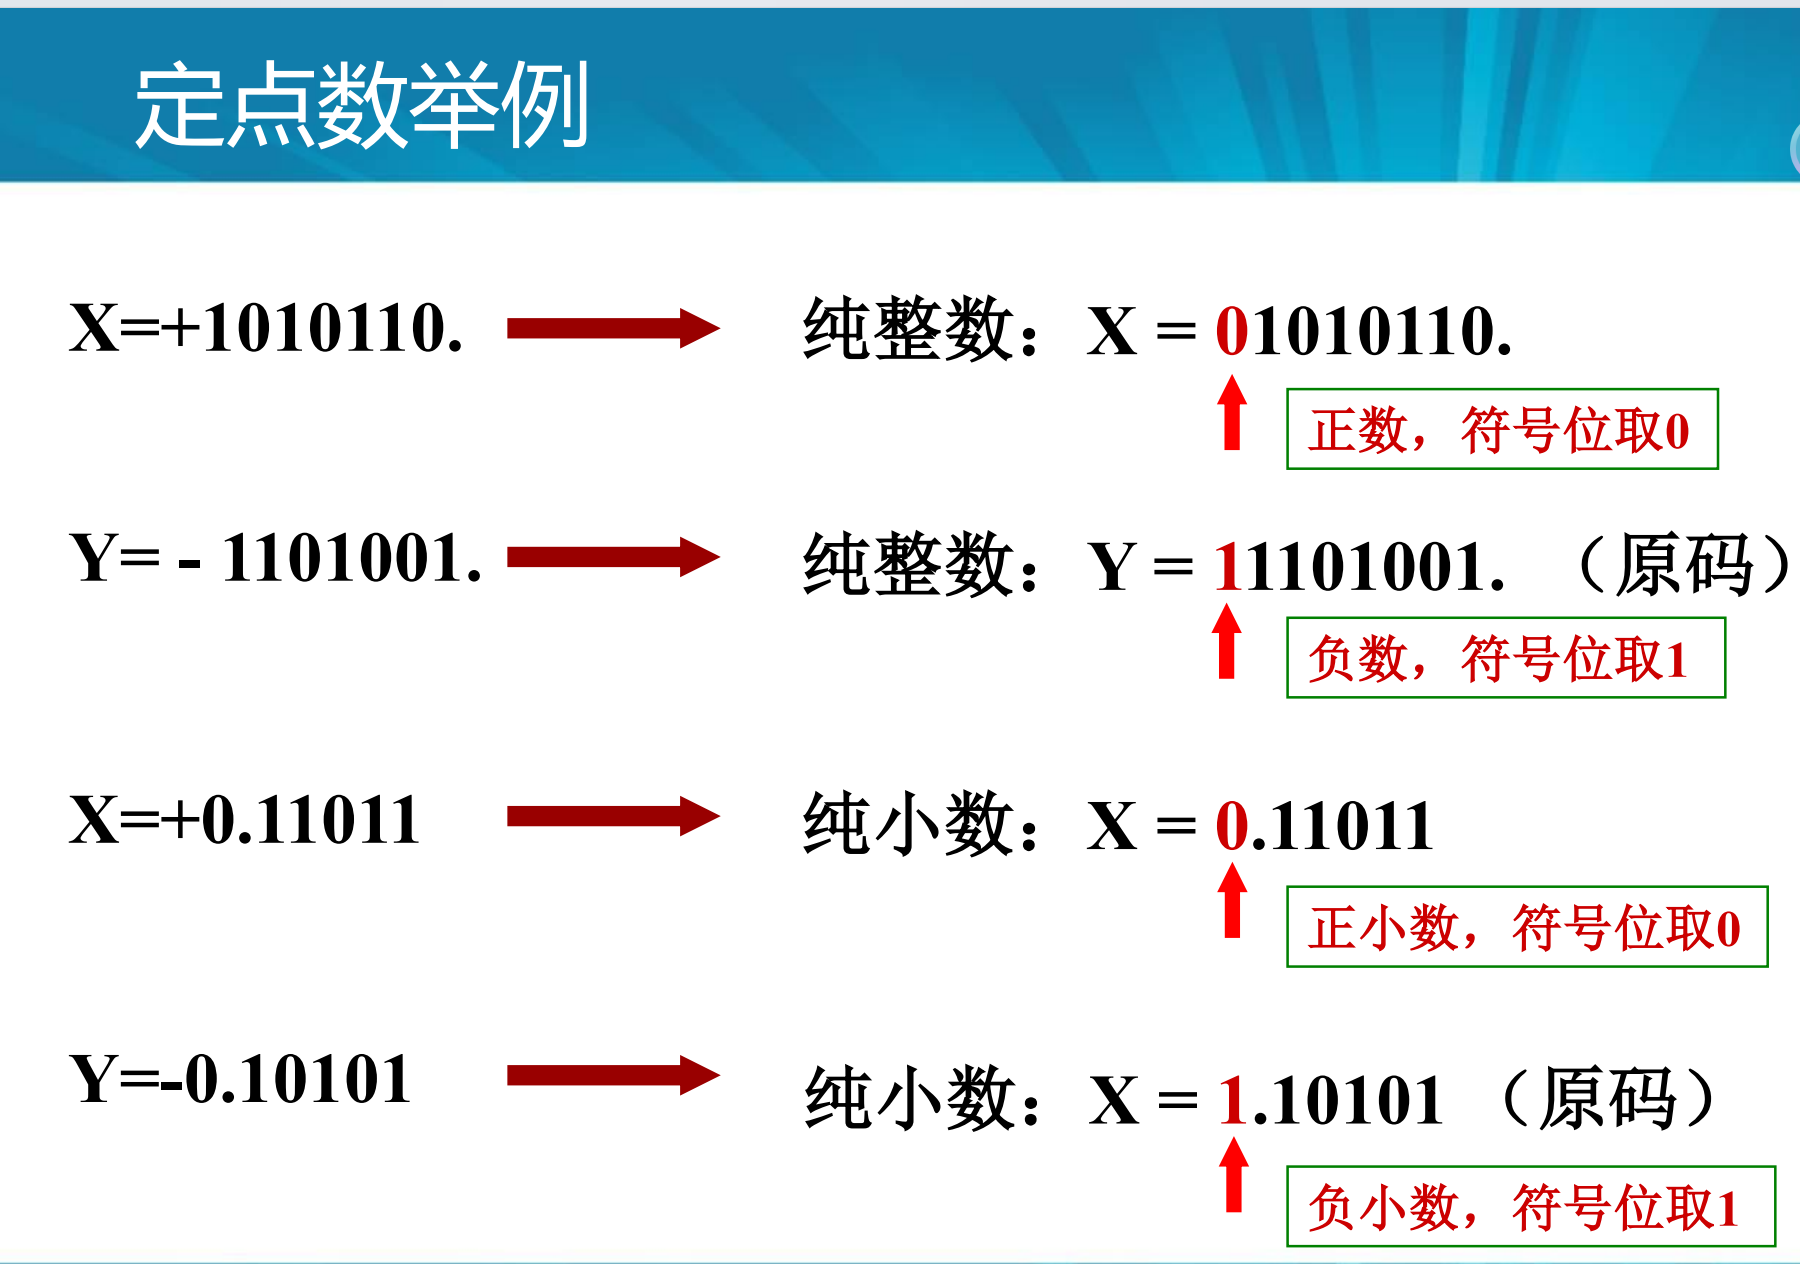 定点数举例
X=+1010110.
纯整数：X = 01010110.
正数，符号位取0
Y= - 1101001.
纯整数：Y = 11101001. （原码）
负数，符号位取1
X=+0.11011
纯小数：X = 0.11011
正小数，符号位取0
Y=-0.10101
纯小数：X = 1.10101 （原码）
负小数，符号位取1